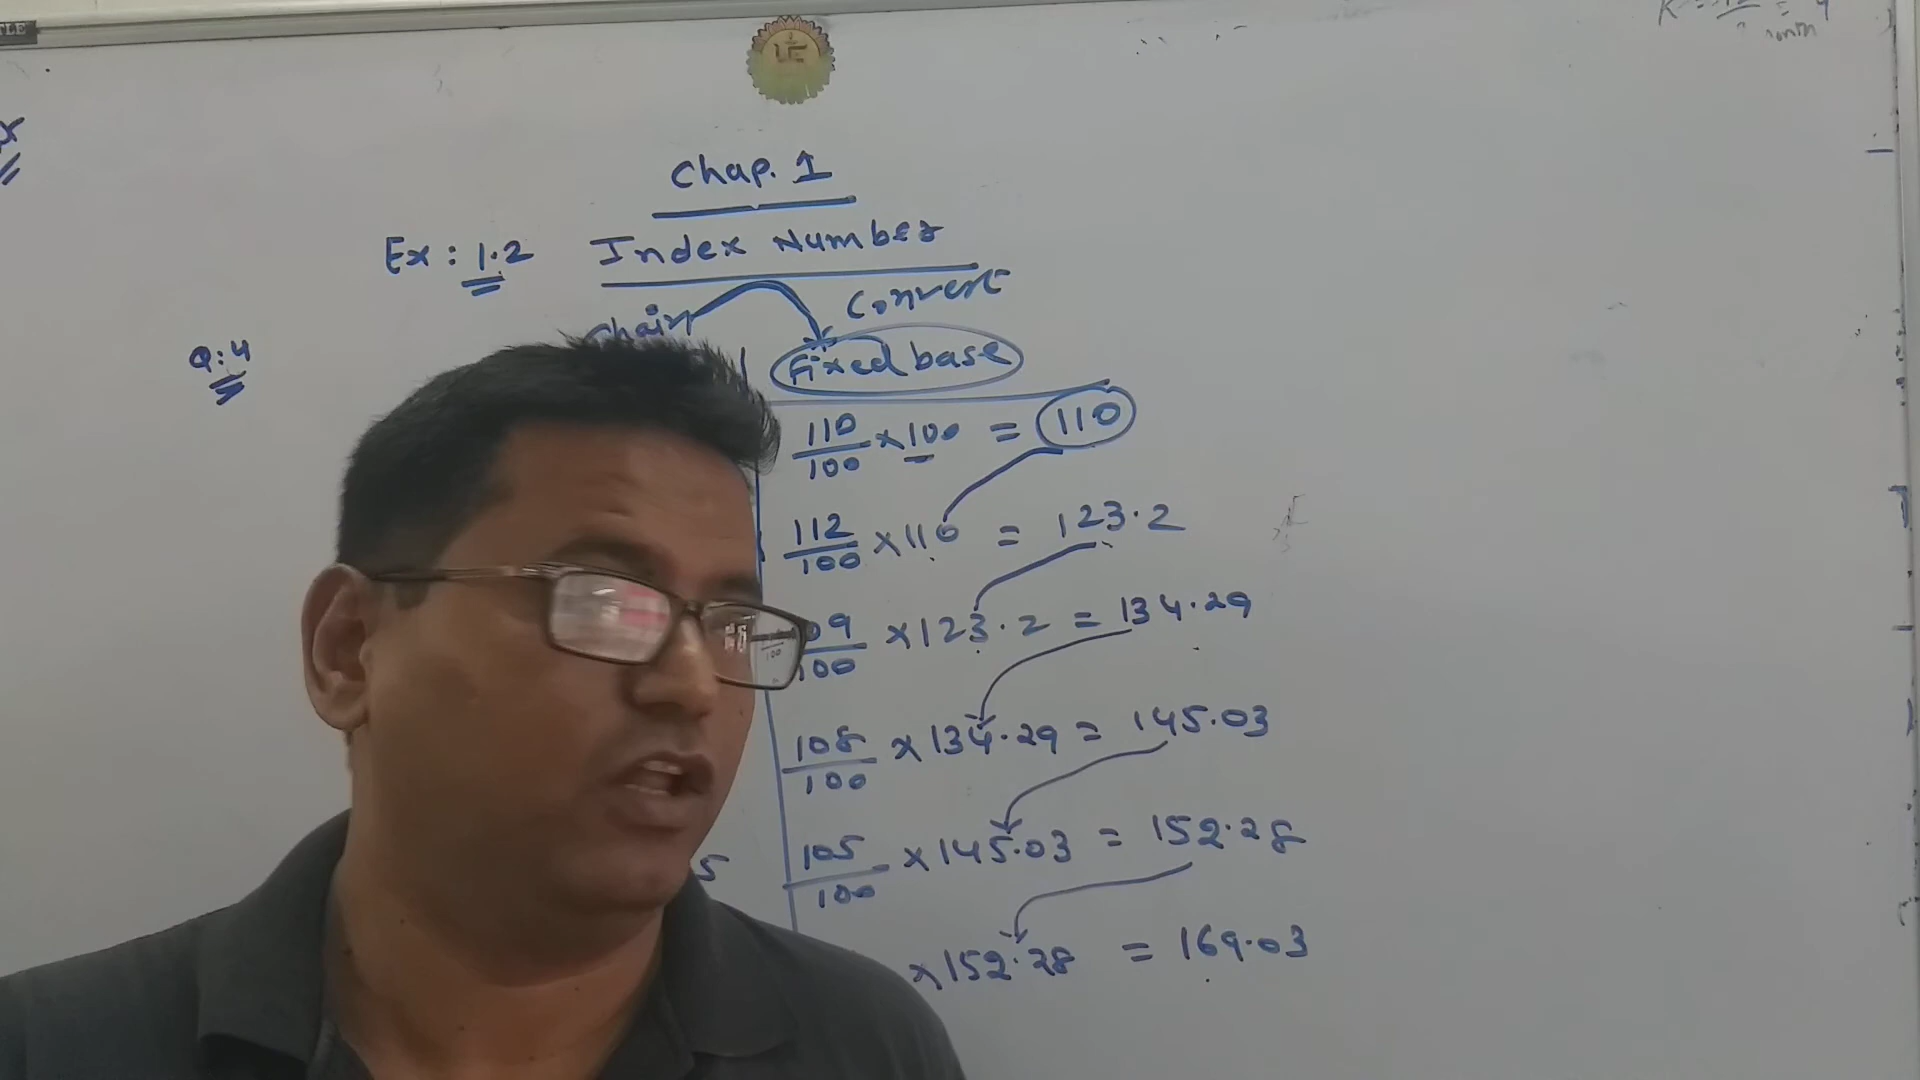 TLE
Chap. 1
Ex : 1.2 Index Number
Chain Convert
Q:4 Fixed base
110/100 × 100 = 110
112/100 × 110 = 123.2
09/100 × 123.2 = 134.29
108/100 × 134.29 = 145.03
5 105/100 × 145.03 = 152.28
× 152.28 = 169.03